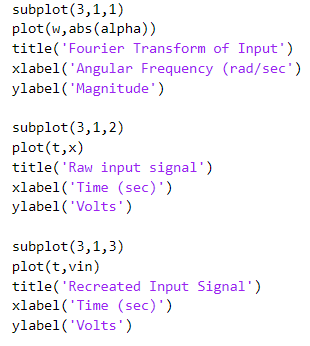 subplot(3,1,1)
plot(w,abs(alpha))
title('Fourier Transform of Input')
xlabel('Angular Frequency (rad/sec')
ylabel('Magnitude')
subplot(3,1,2)
plot(t,x)
title('Raw input signal')
xlabel('Time (sec)')
ylabel('Volts')
subplot(3,1,3)
plot(t,vin)
title('Recreated Input Signal')
xlabel('Time (sec)')
ylabel('Volts')